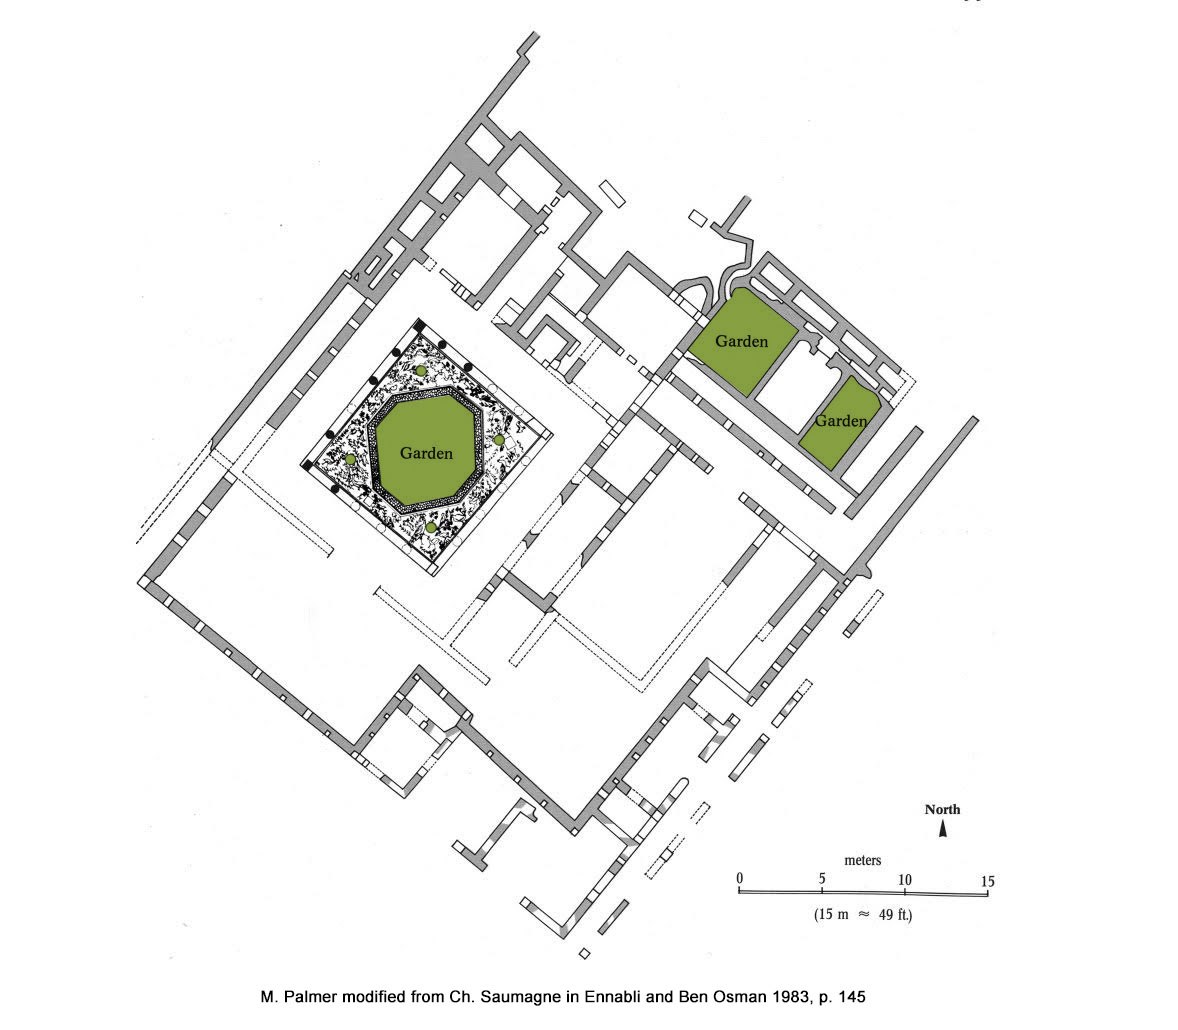 Garden
Garden
Garden
North
meters
0 5 10 15
(15 m ≈ 49 ft.)
M. Palmer modified from Ch. Saumagne in Ennabli and Ben Osman 1983, p. 145